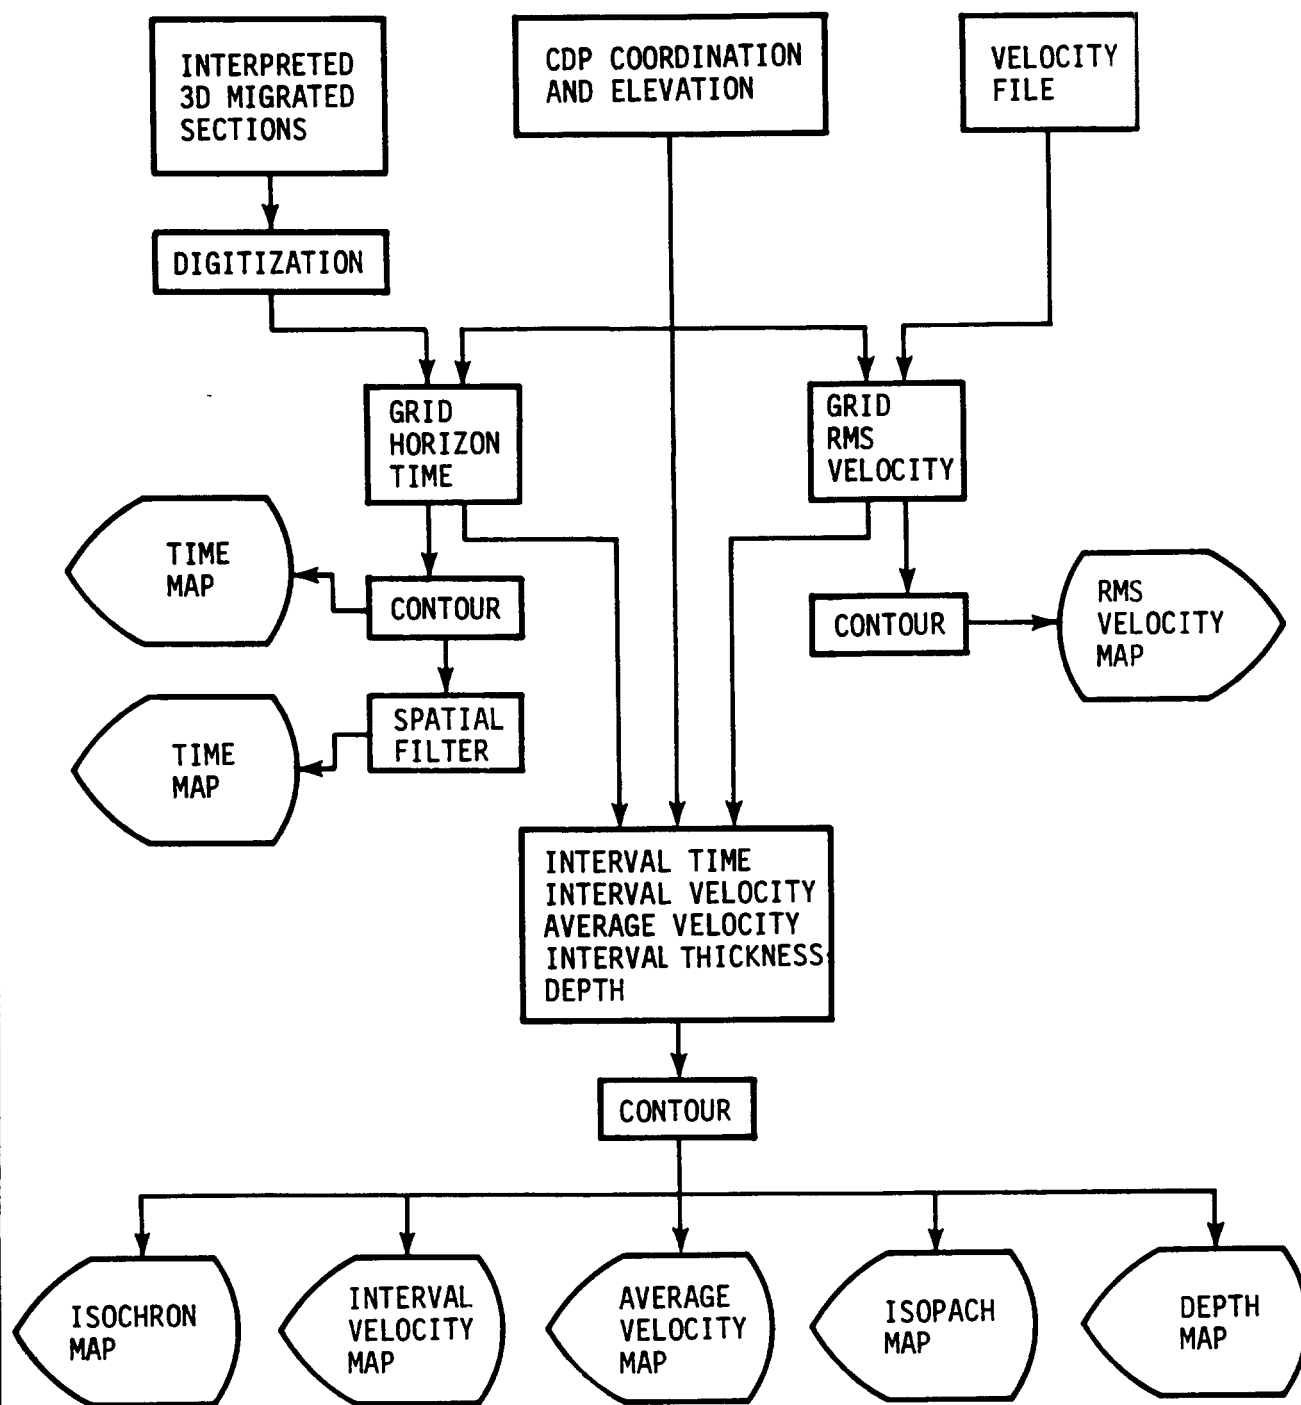 INTERPRETED
3D MIGRATED
SECTIONS
CDP COORDINATION
AND ELEVATION
VELOCITY
FILE
DIGITIZATION
GRID
HORIZON
TIME
GRID
RMS
VELOCITY
TIME
MAP
CONTOUR
CONTOUR
RMS
VELOCITY
MAP
SPATIAL
FILTER
TIME
MAP
INTERVAL TIME
INTERVAL VELOCITY
AVERAGE VELOCITY
INTERVAL THICKNESS
DEPTH
CONTOUR
ISOCHRON
MAP
INTERVAL
VELOCITY
MAP
AVERAGE
VELOCITY
MAP
ISOPACH
MAP
DEPTH
MAP